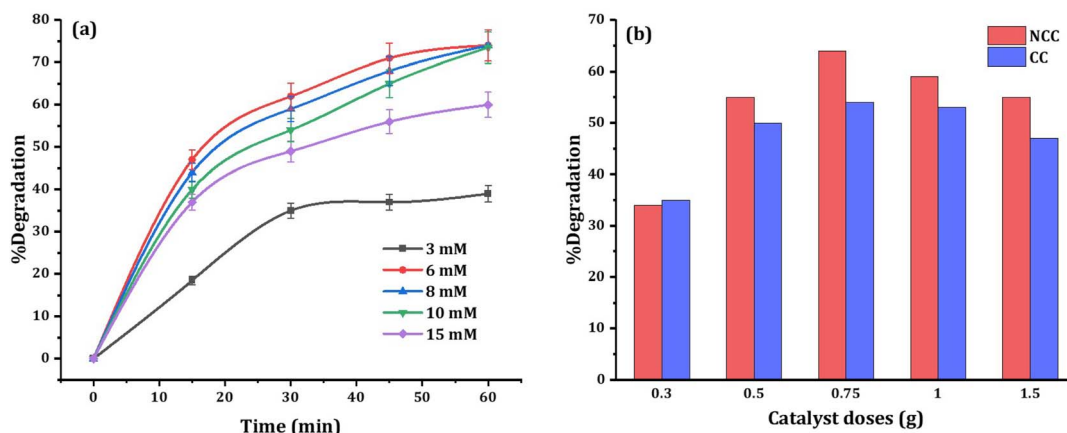 (a)
80
70
60
50
40
30
20
10
0
%Degradation
3 mM
6 mM
8 mM
10 mM
15 mM
0 10 20 30 40 50 60
Time (min)
(b)
NCC
CC
70
60
50
40
30
20
10
0
%Degradation
0.3 0.5 0.75 1 1.5
Catalyst doses (g)